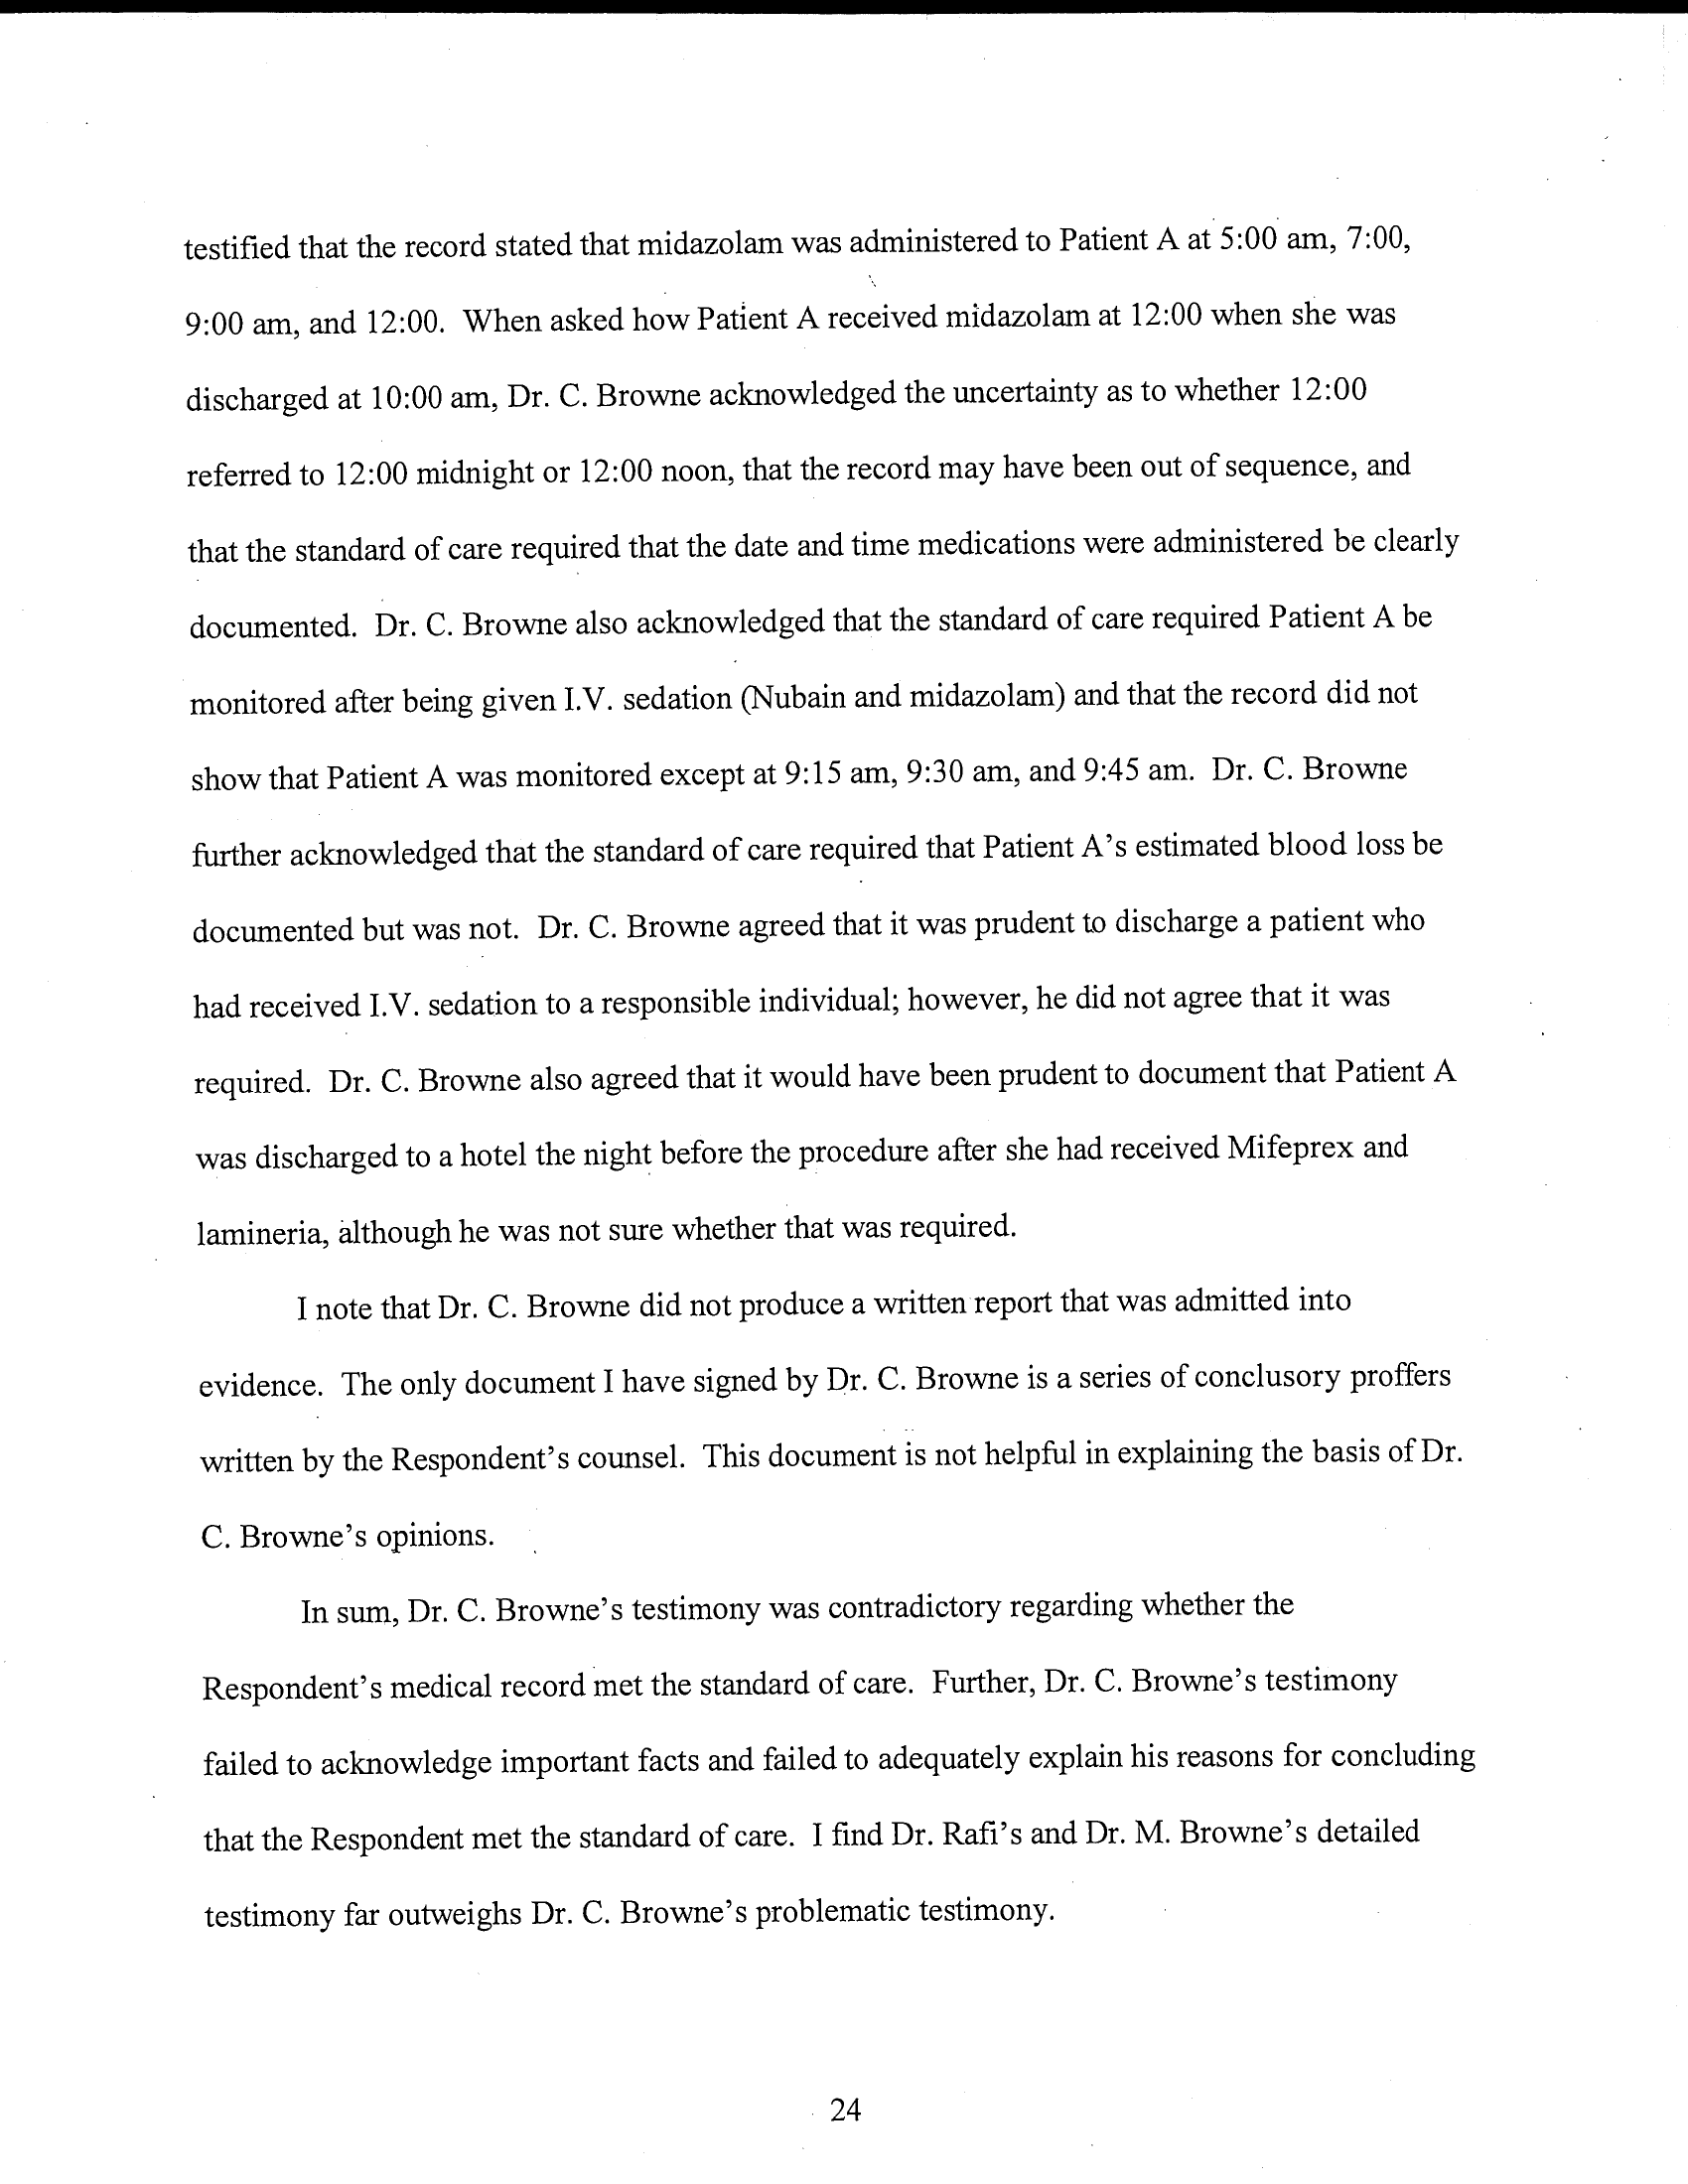 testified that the record stated that midazolam was administered to Patient A at 5:00 am, 7:00,
9:00 am, and 12:00.  When asked how Patient A received midazolam at 12:00 when she was
discharged at 10:00 am, Dr. C. Browne acknowledged the uncertainty as to whether 12:00
referred to 12:00 midnight or 12:00 noon, that the record may have been out of sequence, and
that the standard of care required that the date and time medications were administered be clearly
documented.  Dr. C. Browne also acknowledged that the standard of care required Patient A be
monitored after being given I.V. sedation (Nubain and midazolam) and that the record did not
show that Patient A was monitored except at 9:15 am, 9:30 am, and 9:45 am.  Dr. C. Browne
further acknowledged that the standard of care required that Patient A's estimated blood loss be
documented but was not.  Dr. C. Browne agreed that it was prudent to discharge a patient who
had received I.V. sedation to a responsible individual; however, he did not agree that it was
required.  Dr. C. Browne also agreed that it would have been prudent to document that Patient A
was discharged to a hotel the night before the procedure after she had received Mifeprex and
lamineria, although he was not sure whether that was required.
I note that Dr. C. Browne did not produce a written report that was admitted into
evidence.  The only document I have signed by Dr. C. Browne is a series of conclusory proffers
written by the Respondent's counsel.  This document is not helpful in explaining the basis of Dr.
C. Browne's opinions.
In sum, Dr. C. Browne's testimony was contradictory regarding whether the
Respondent's medical record met the standard of care.  Further, Dr. C. Browne's testimony
failed to acknowledge important facts and failed to adequately explain his reasons for concluding
that the Respondent met the standard of care.  I find Dr. Rafi's and Dr. M. Browne's detailed
testimony far outweighs Dr. C. Browne's problematic testimony.
24